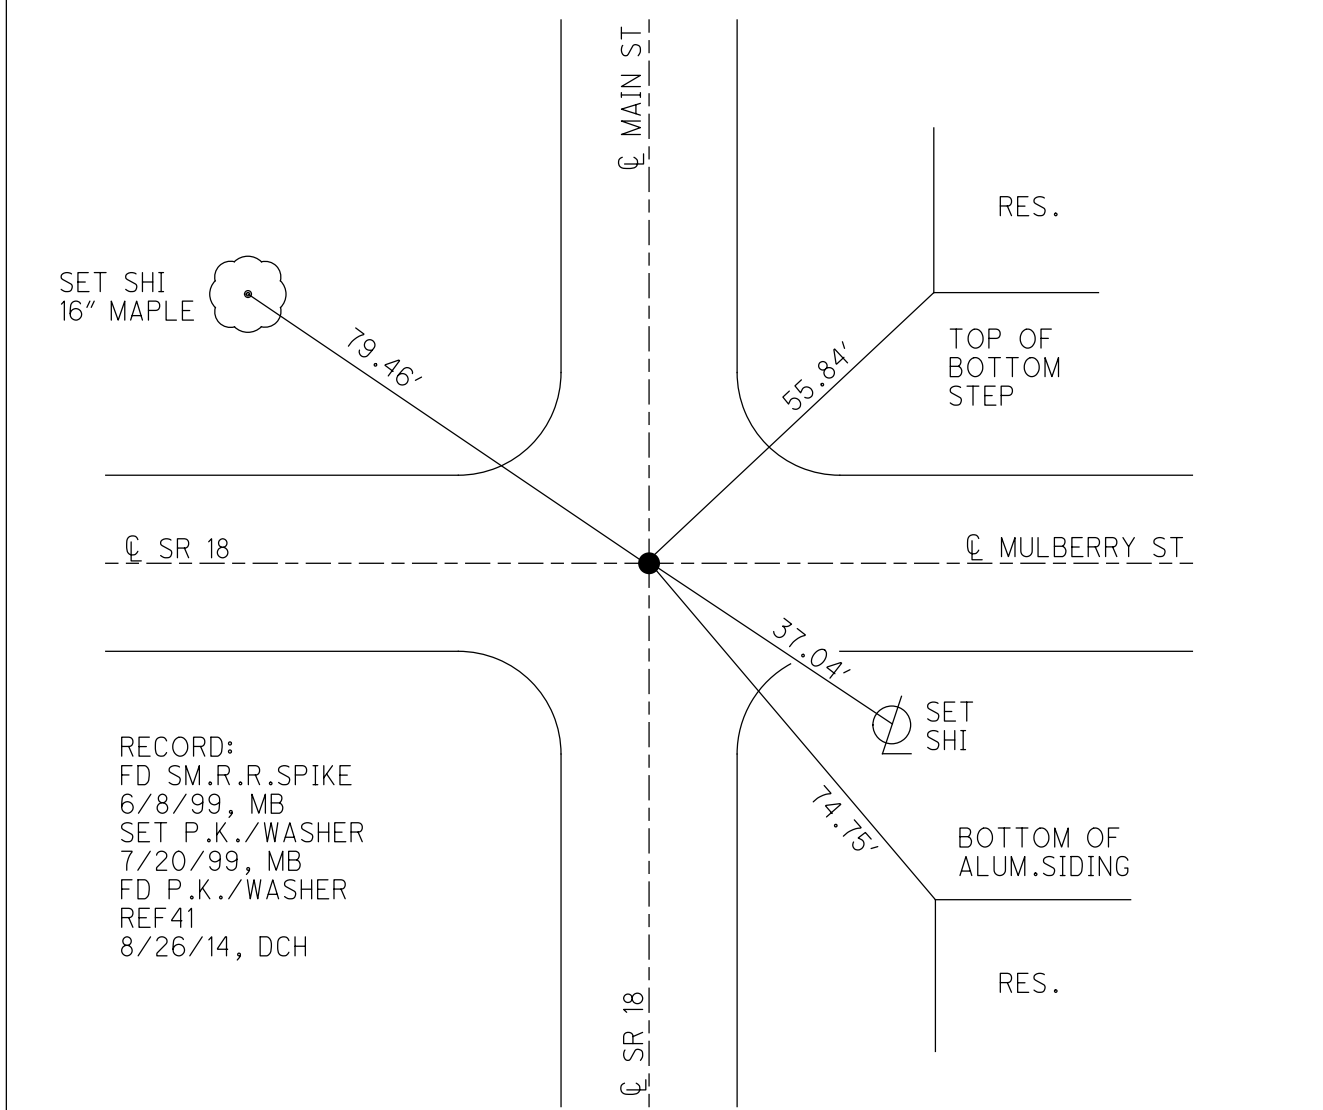 ℄ MAIN ST
RES.
SET SHI
16" MAPLE
79.46'
55.84'
TOP OF
BOTTOM
STEP
℄ SR 18
℄ MULBERRY ST
37.04'
SET
SHI
74.75'
RECORD:
FD SM.R.R.SPIKE
6/8/99, MB
SET P.K./WASHER
7/20/99, MB
FD P.K./WASHER
REF41
8/26/14, DCH
BOTTOM OF
ALUM.SIDING
RES.
℄ SR 18